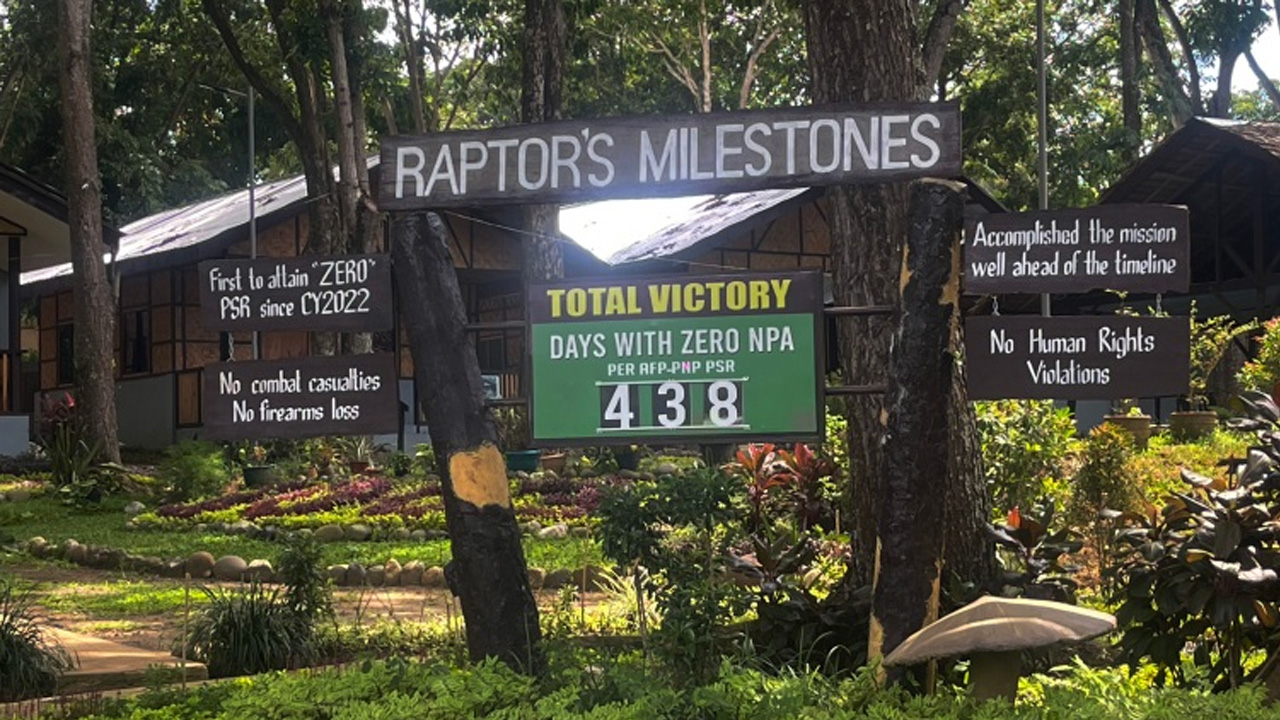 RAPTOR'S MILESTONES
First to attain "ZERO"
PSR since CY2022
No combat casualties
No firearms loss
TOTAL VICTORY
DAYS WITH ZERO NPA
PER AFP-PNP PSR
438
Accomplished the mission
well ahead of the timeline
No Human Rights
Violations